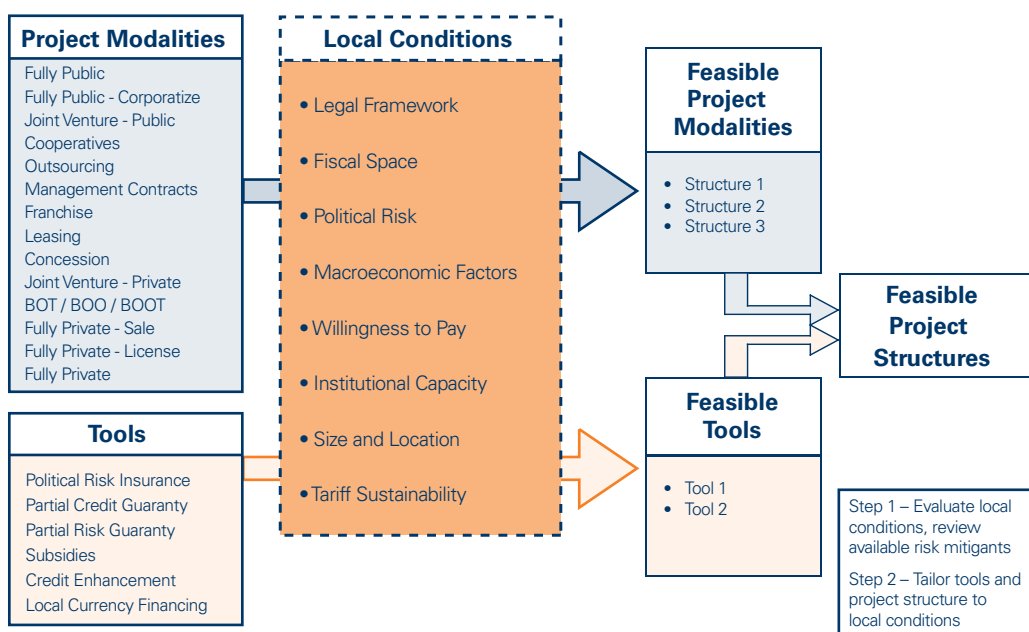 Project Modalities
Fully Public
Fully Public - Corporatize
Joint Venture - Public
Cooperatives
Outsourcing
Management Contracts
Franchise
Leasing
Concession
Joint Venture - Private
BOT / BOO / BOOT
Fully Private - Sale
Fully Private - License
Fully Private
Tools
Political Risk Insurance
Partial Credit Guaranty
Partial Risk Guaranty
Subsidies
Credit Enhancement
Local Currency Financing
Local Conditions
• Legal Framework
• Fiscal Space
• Political Risk
• Macroeconomic Factors
• Willingness to Pay
• Institutional Capacity
• Size and Location
• Tariff Sustainability
Feasible
Project
Modalities
• Structure 1
• Structure 2
• Structure 3
Feasible
Tools
• Tool 1
• Tool 2
Feasible
Project
Structures
Step 1 – Evaluate local
conditions, review
available risk mitigants
Step 2 – Tailor tools and
project structure to
local conditions